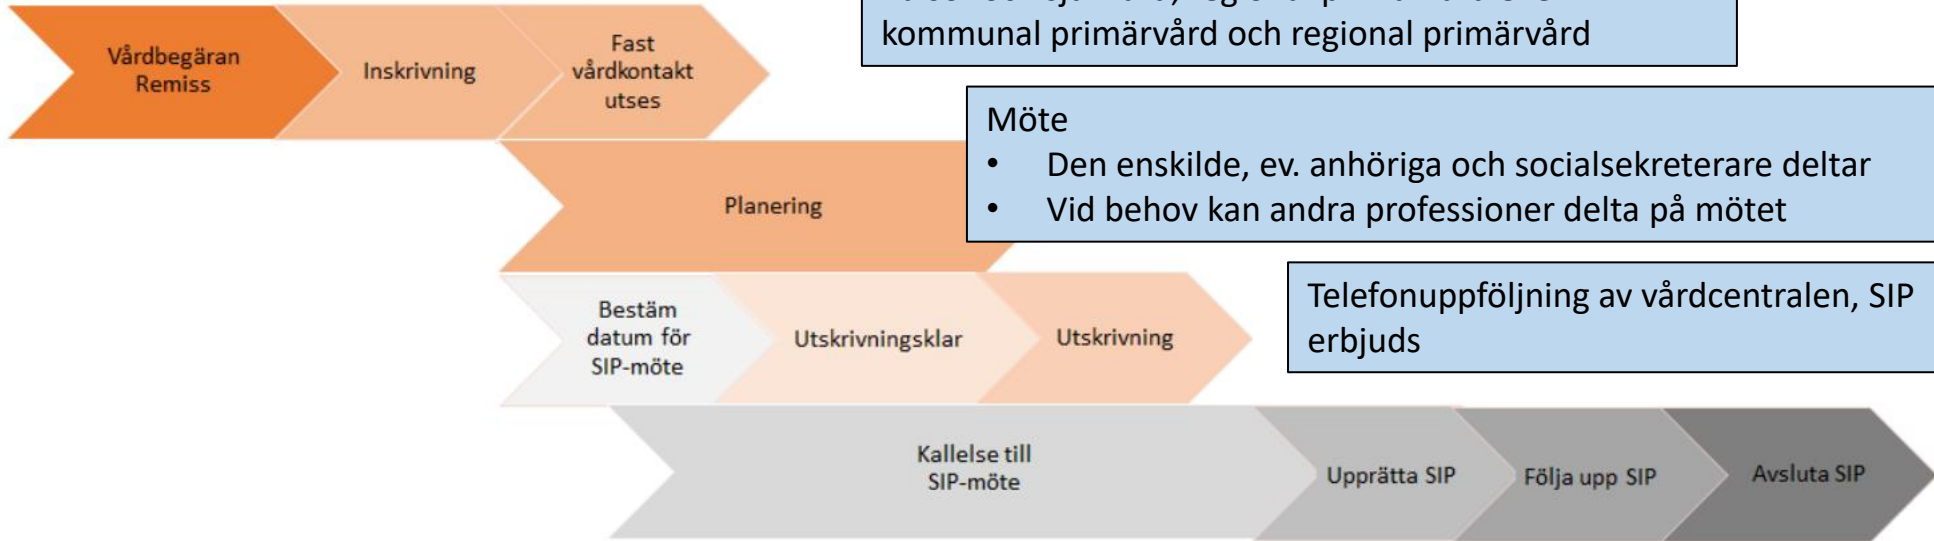 kommunal primärvård och regional primärvård
Vårdbegäran
Remiss
Inskrivning
Fast
vårdkontakt
utses
Möte
• Den enskilde, ev. anhöriga och socialsekreterare deltar
• Vid behov kan andra professioner delta på mötet
Planering
Bestäm
datum för
SIP-möte
Utskrivningsklar
Utskrivning
Telefonuppföljning av vårdcentralen, SIP
erbjuds
Kallelse till
SIP-möte
Upprätta SIP
Följa upp SIP
Avsluta SIP